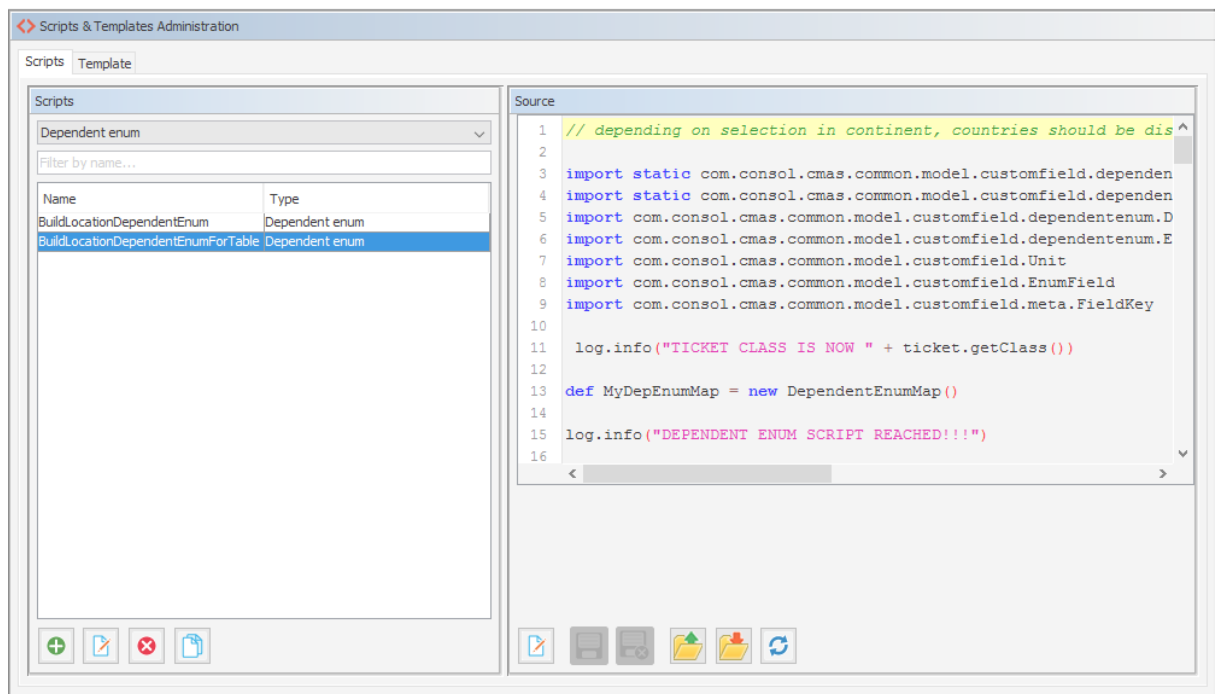 Scripts & Templates Administration
Scripts Template
Scripts
Dependent enum
Filter by name...
Name Type
BuildLocationDependentEnum Dependent enum
BuildLocationDependentEnumForTable Dependent enum
Source
1 // depending on selection in continent, countries should be dis
2
3 import static com.consol.cmas.common.model.customfield.dependen
4 import static com.consol.cmas.common.model.customfield.dependen
5 import com.consol.cmas.common.model.customfield.dependentenum.D
6 import com.consol.cmas.common.model.customfield.dependentenum.E
7 import com.consol.cmas.common.model.customfield.Unit
8 import com.consol.cmas.common.model.customfield.EnumField
9 import com.consol.cmas.common.model.customfield.meta.FieldKey
10
11 log.info("TICKET CLASS IS NOW " + ticket.getClass())
12
13 def MyDepEnumMap = new DependentEnumMap()
14
15 log.info("DEPENDENT ENUM SCRIPT REACHED!!!")
16